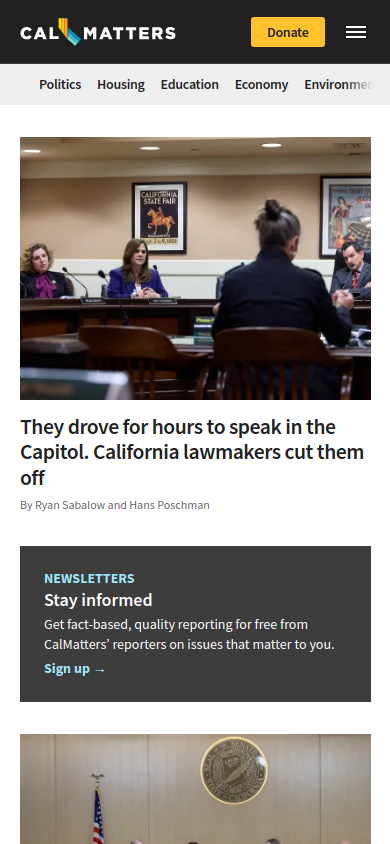 CAL MATTERS
Donate
Politics Housing Education Economy Environmen
CALIFORNIA
STATE FAIR
They drove for hours to speak in the
Capitol. California lawmakers cut them
off
By Ryan Sabalow and Hans Poschman
NEWSLETTERS
Stay informed
Get fact-based, quality reporting for free from
CalMatters’ reporters on issues that matter to you.
Sign up →